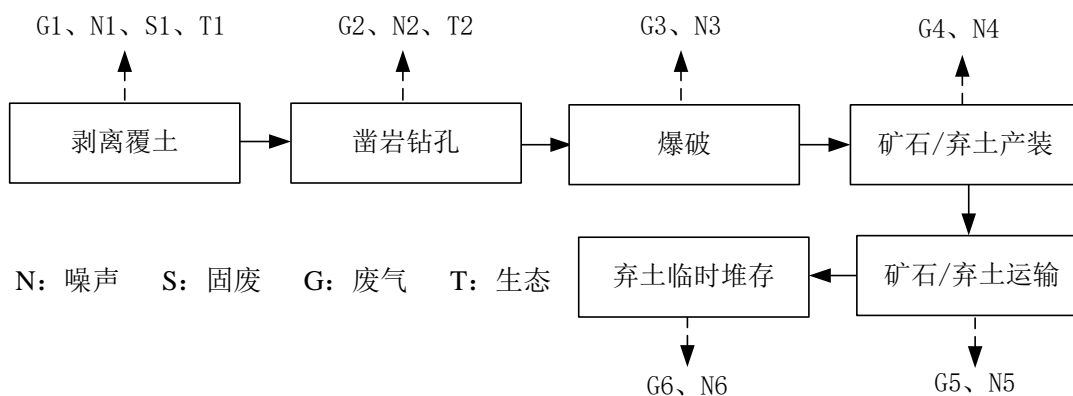 G1、N1、S1、T1
G2、N2、T2
G3、N3
G4、N4
剥离覆土
凿岩钻孔
爆破
矿石/弃土产装
N：噪声 S：固废 G：废气 T：生态
弃土临时堆存
矿石/弃土运输
G6、N6
G5、N5